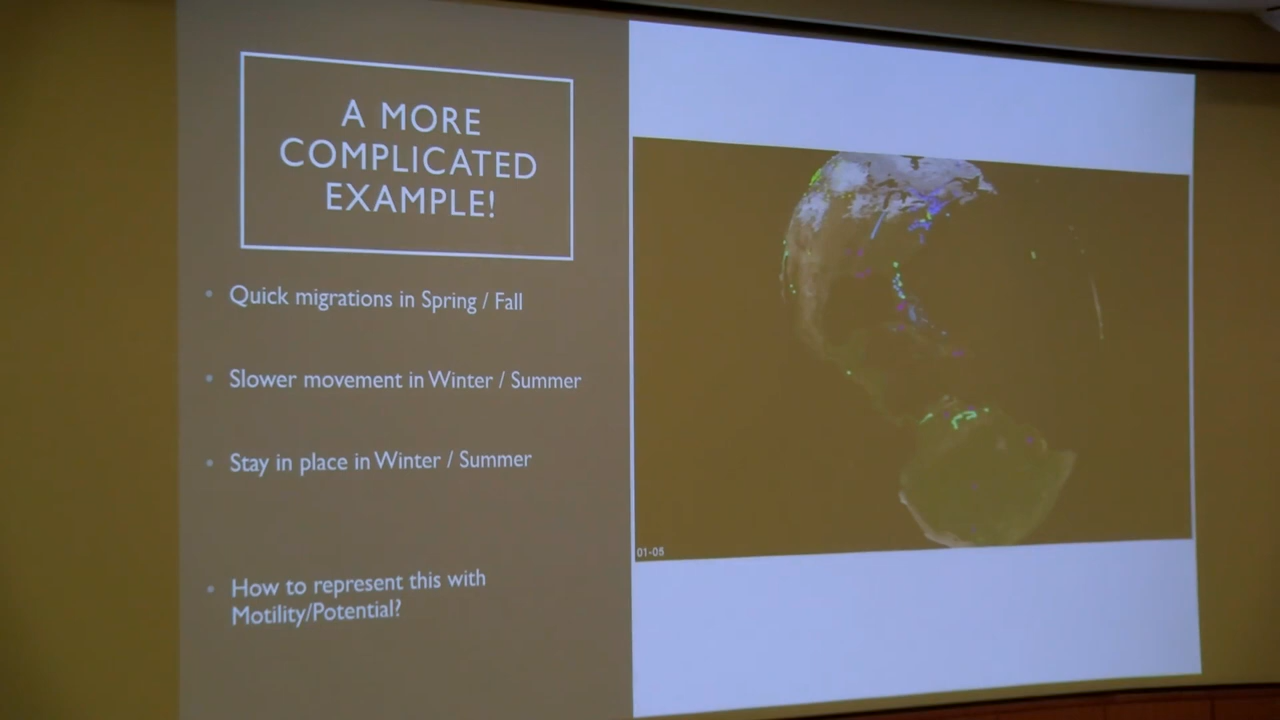 A MORE
COMPLICATED
EXAMPLE!
• Quick migrations in Spring / Fall
• Slower movement in Winter / Summer
• Stay in place in Winter / Summer
• How to represent this with
Motility/Potential?
01-05